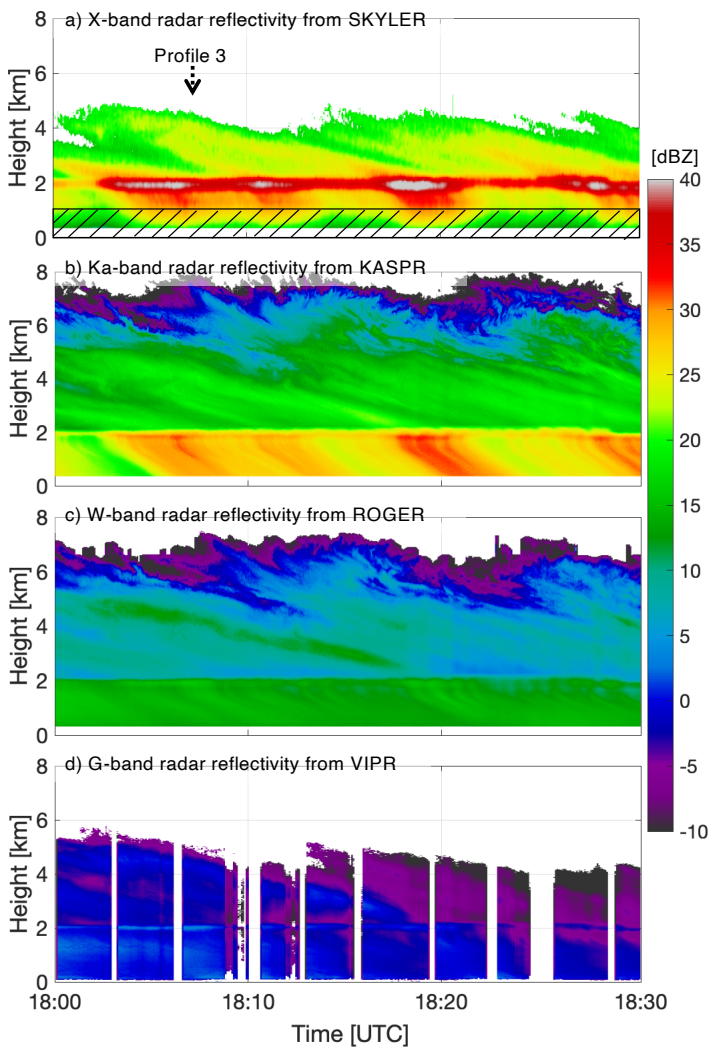 a) X-band radar reflectivity from SKYLER
Profile 3
Height [km]
8
6
4
2
0
[dBZ]
40
35
30
25
20
15
10
5
0
-5
-10
b) Ka-band radar reflectivity from KASPR
Height [km]
8
6
4
2
0
c) W-band radar reflectivity from ROGER
Height [km]
8
6
4
2
0
d) G-band radar reflectivity from VIPR
Height [km]
8
6
4
2
0
18:00 18:10 18:20 18:30
Time [UTC]